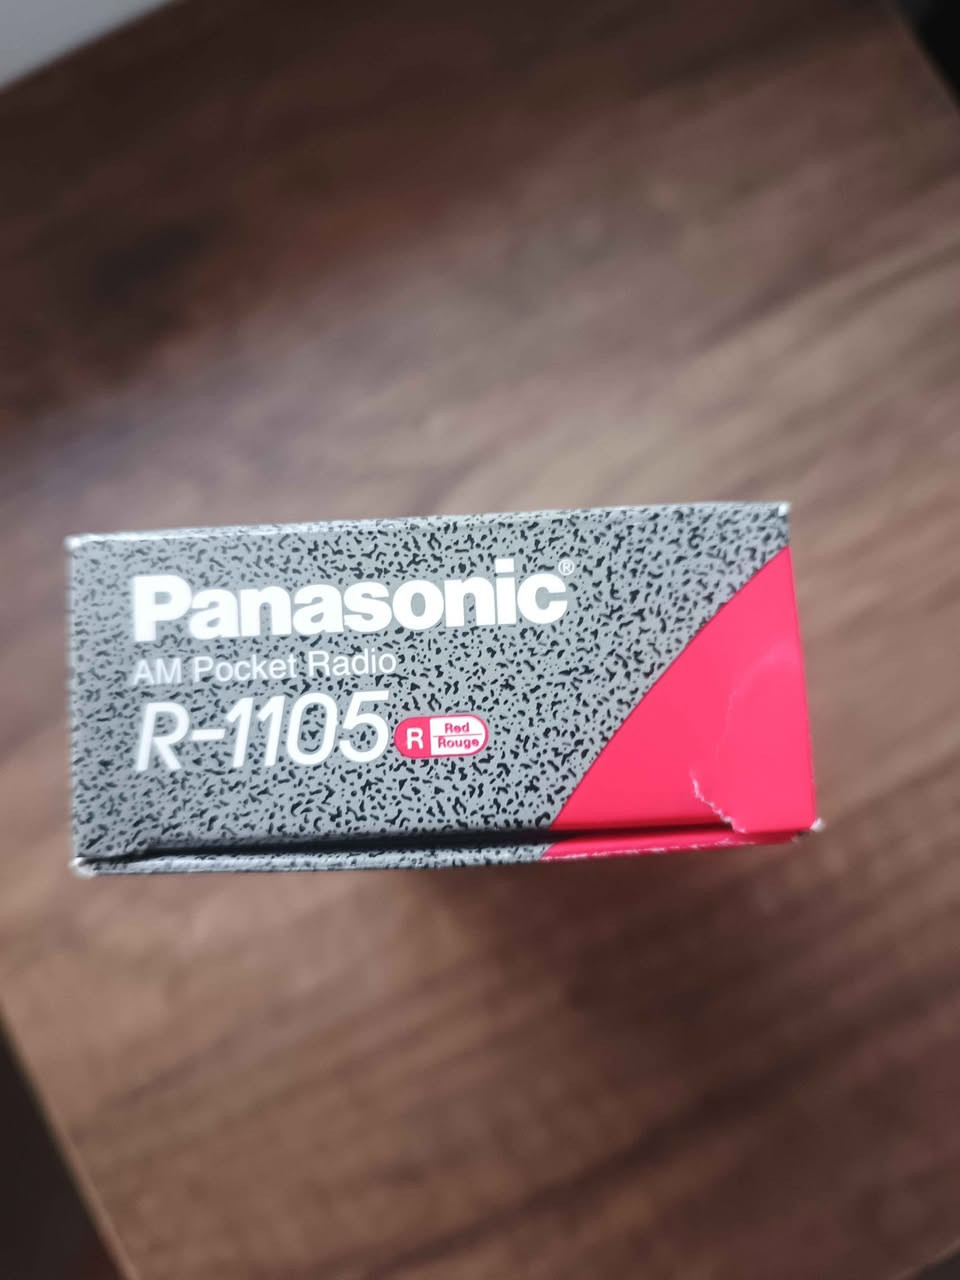 Panasonic®
AM Pocket Radio
R-1105 R Red
Rouge